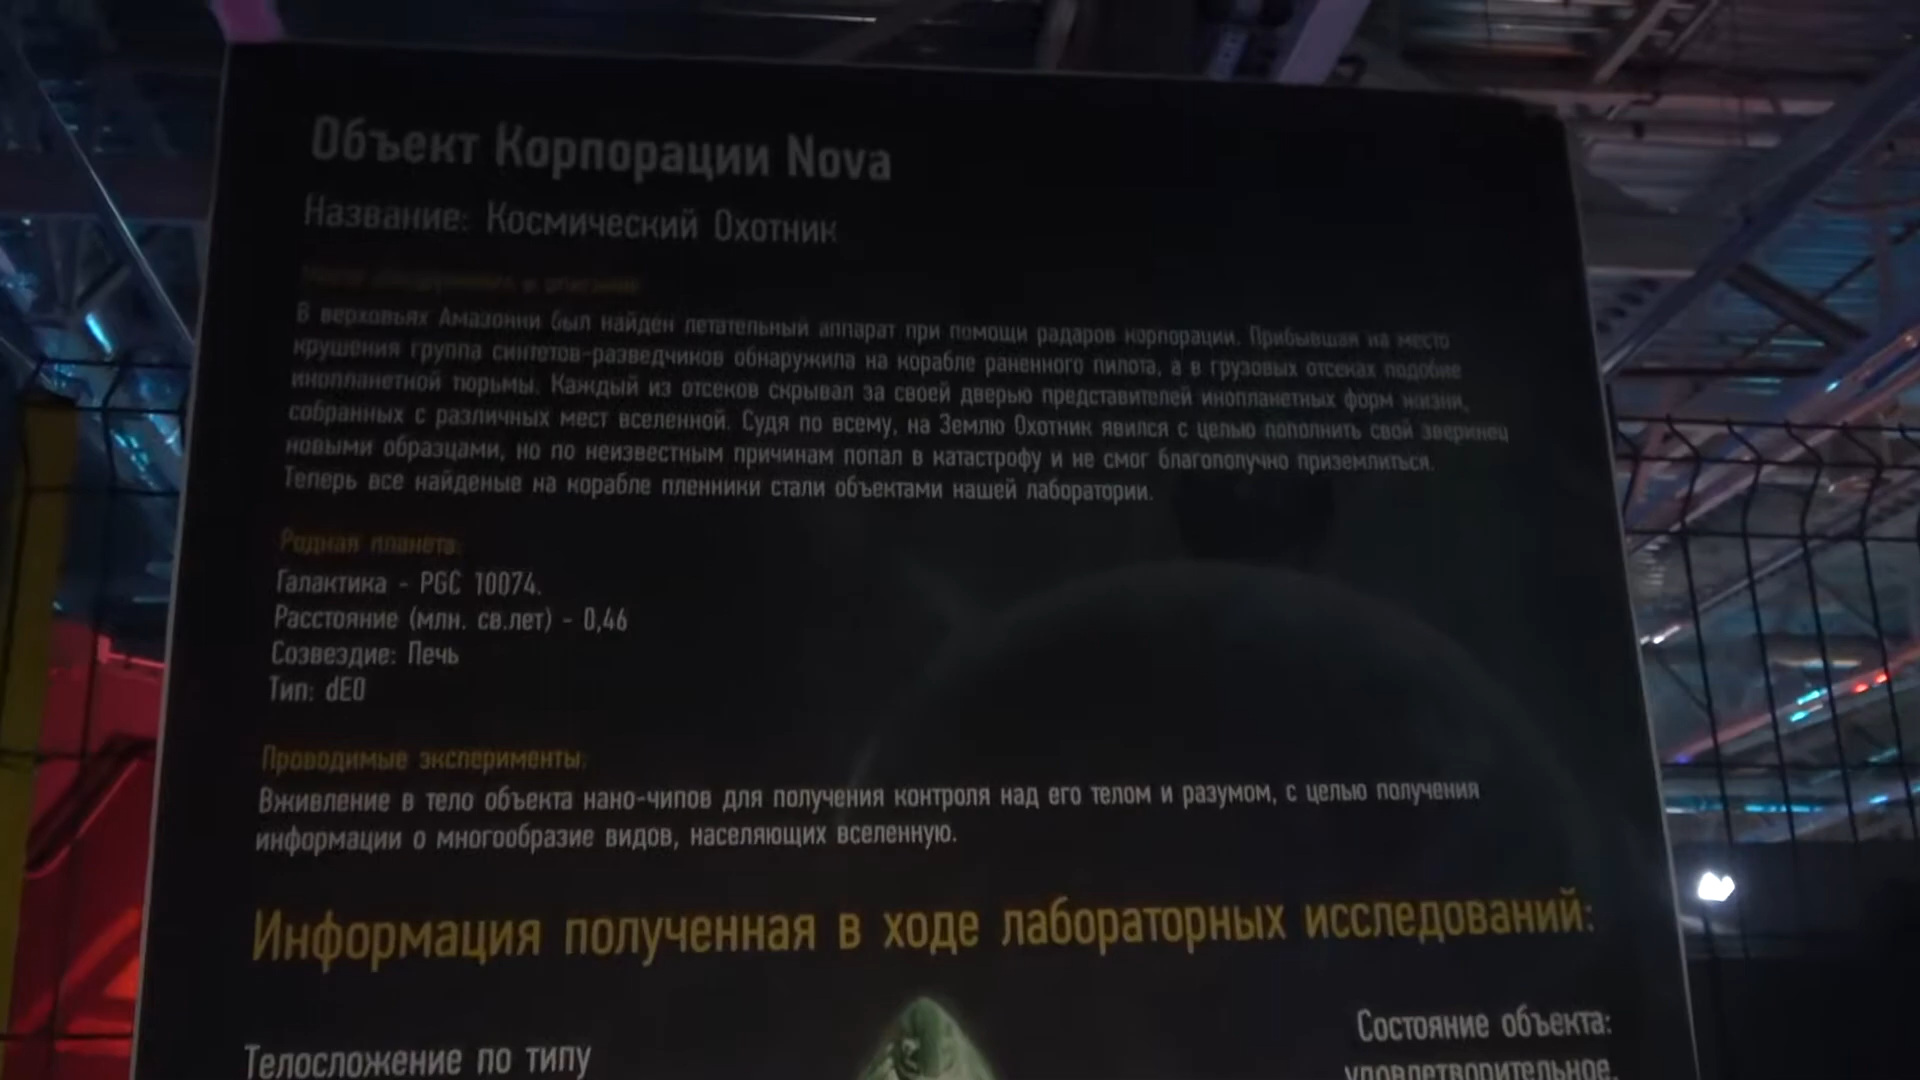 Объект Корпорации Nova
Название: Космический Охотник
и описание:
В верховьях Амазонии был найден летательный аппарат при помощи радаров корпорации. Прибывшая на место
крушения группа синтетов-разведчиков обнаружила на корабле раненного пилота, а в грузовых отсеках подобие
инопланетной тюрьмы. Каждый из отсеков скрывал за своей дверью представителей инопланетных форм жизни,
собранных с различных мест вселенной. Судя по всему, на Землю Охотник явился с целью пополнить свой зверинец
новыми образцами, но по неизвестным причинам попал в катастрофу и не смог благополучно приземлиться.
Теперь все найденые на корабле пленники стали объектами нашей лаборатории.
Родная планета:
Галактика - PGC 10074.
Расстояние (млн. св.лет) - 0,46
Созвездие: Печь
Тип: dE0
Проводимые эксперименты:
Вживление в тело объекта нано-чипов для получения контроля над его телом и разумом, с целью получения
информации о многообразие видов, населяющих вселенную.
Информация полученная в ходе лабораторных исследований:
Состояние объекта:
Телосложение по типу
удовлетворительное.